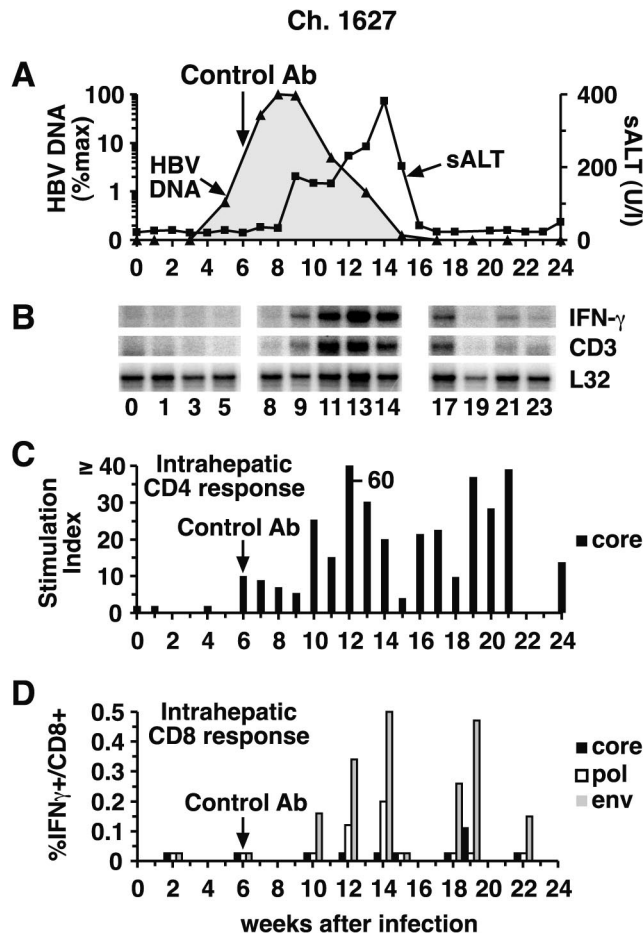 Ch. 1627
A
Control Ab
HBV DNA
(%max)
100
10
1
0
HBV
DNA
sALT
400
200
0
sALT (U/l)
0 2 4 6 8 10 12 14 16 18 20 22 24
B
IFN-γ
CD3
L32
0 1 3 5 8 9 11 13 14 17 19 21 23
C
Stimulation
Index
≥
40
30
20
10
0
Intrahepatic
CD4 response
60
Control Ab
core
0 2 4 6 8 10 12 14 16 18 20 22 24
D
%IFNγ+/CD8+
0.5
0.4
0.3
0.2
0.1
0
Intrahepatic
CD8 response
Control Ab
core
pol
env
0 2 4 6 8 10 12 14 16 18 20 22 24
weeks after infection